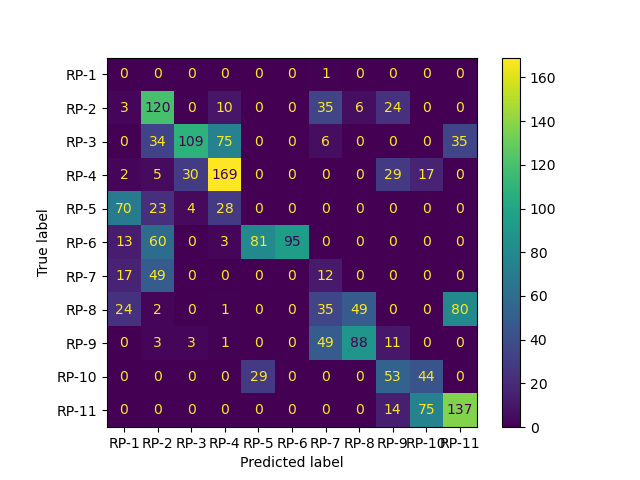 RP-1 0 0 0 0 0 0 1 0 0 0 0
RP-2 3 120 0 10 0 0 35 6 24 0 0
RP-3 0 34 109 75 0 0 6 0 0 0 35
RP-4 2 5 30 169 0 0 0 0 29 17 0
RP-5 70 23 4 28 0 0 0 0 0 0 0
RP-6 13 60 0 3 81 95 0 0 0 0 0
RP-7 17 49 0 0 0 0 12 0 0 0 0
RP-8 24 2 0 1 0 0 35 49 0 0 80
RP-9 0 3 3 1 0 0 49 88 11 0 0
RP-10 0 0 0 0 29 0 0 0 53 44 0
RP-11 0 0 0 0 0 0 0 0 14 75 137
RP-1 RP-2 RP-3 RP-4 RP-5 RP-6 RP-7 RP-8 RP-9 RP-10 RP-11
Predicted label
True label
160
140
120
100
80
60
40
20
0